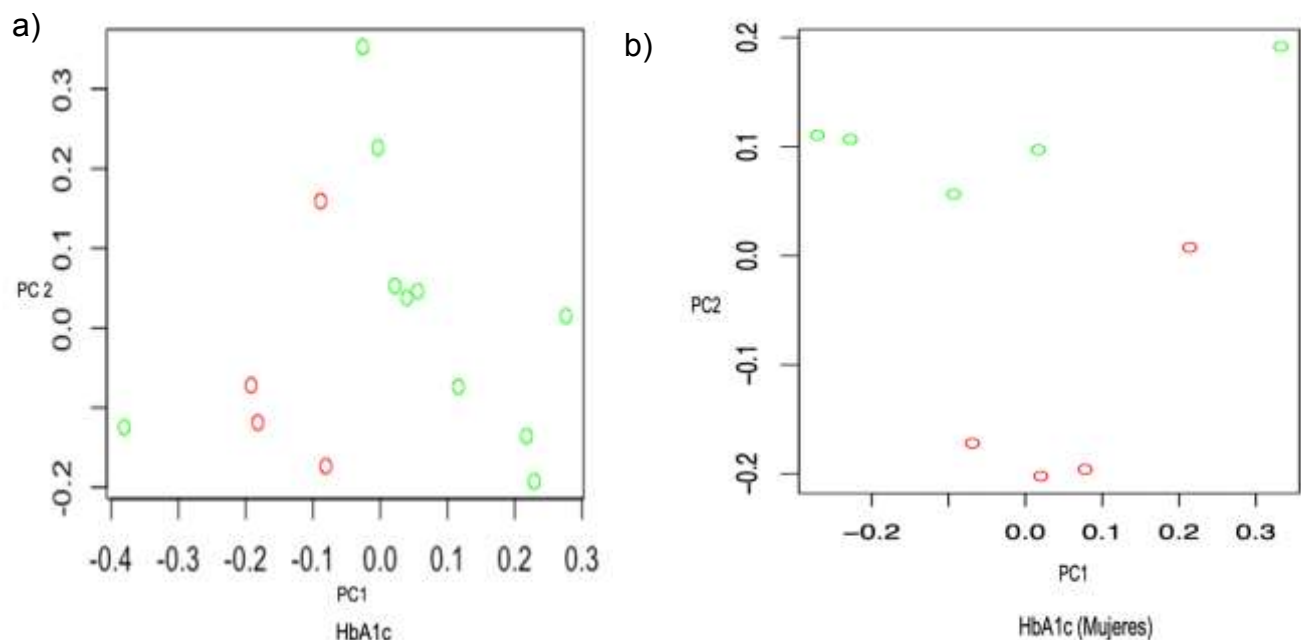 a)
0.3
0.2
0.1
PC 2
0.0
-0.2
-0.4 -0.3 -0.2 -0.1 0.0 0.1 0.2 0.3
PC1
HbA1c
b)
0.2
0.1
0.0
PC2
-0.1
-0.2
-0.2 0.0 0.1 0.2 0.3
PC1
HbA1c (Mujeres)